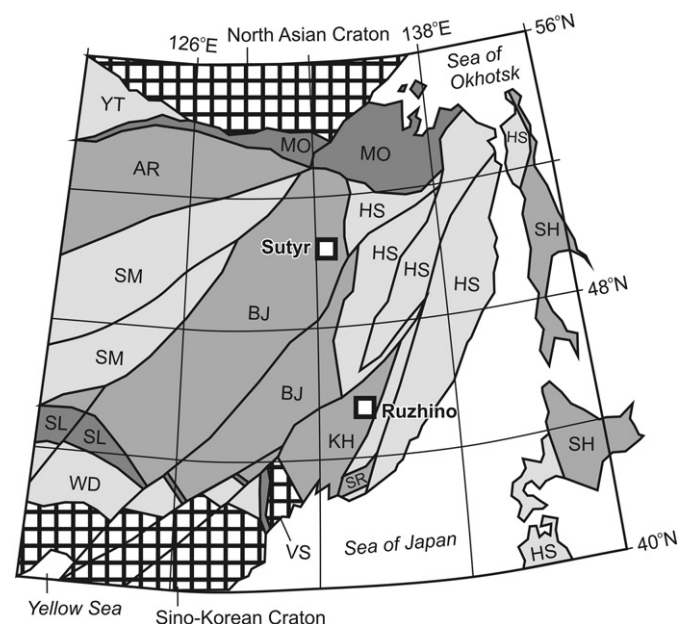 North Asian Craton
126°E
138°E
56°N
Sea of
Okhotsk
YT
MO
MO
HS
AR
HS
SH
Sutyr
HS
HS
HS
SM
48°N
BJ
SM
BJ
Ruzhino
SL
SL
KH
SH
WD
SR
VS
Sea of Japan
HS
40°N
Yellow Sea
Sino-Korean Craton